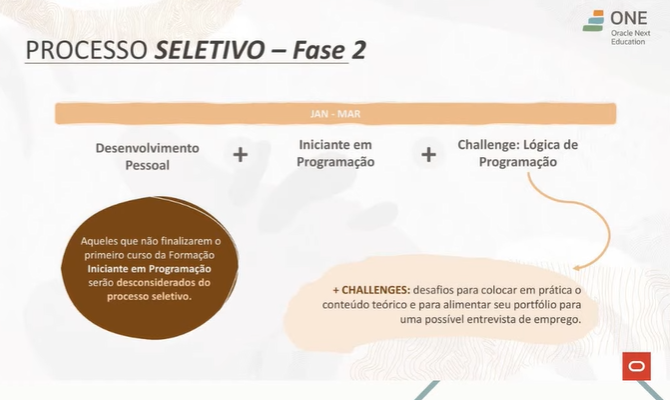 ONE
Oracle Next
Education
PROCESSO SELETIVO – Fase 2
JAN - MAR
Desenvolvimento
Pessoal
+
Iniciante em
Programação
+
Challenge: Lógica de
Programação
Aqueles que não finalizarem o
primeiro curso da Formação
Iniciante em Programação
serão desconsiderados do
processo seletivo.
+ CHALLENGES: desafios para colocar em prática o
conteúdo teórico e para alimentar seu portfólio para
uma possível entrevista de emprego.